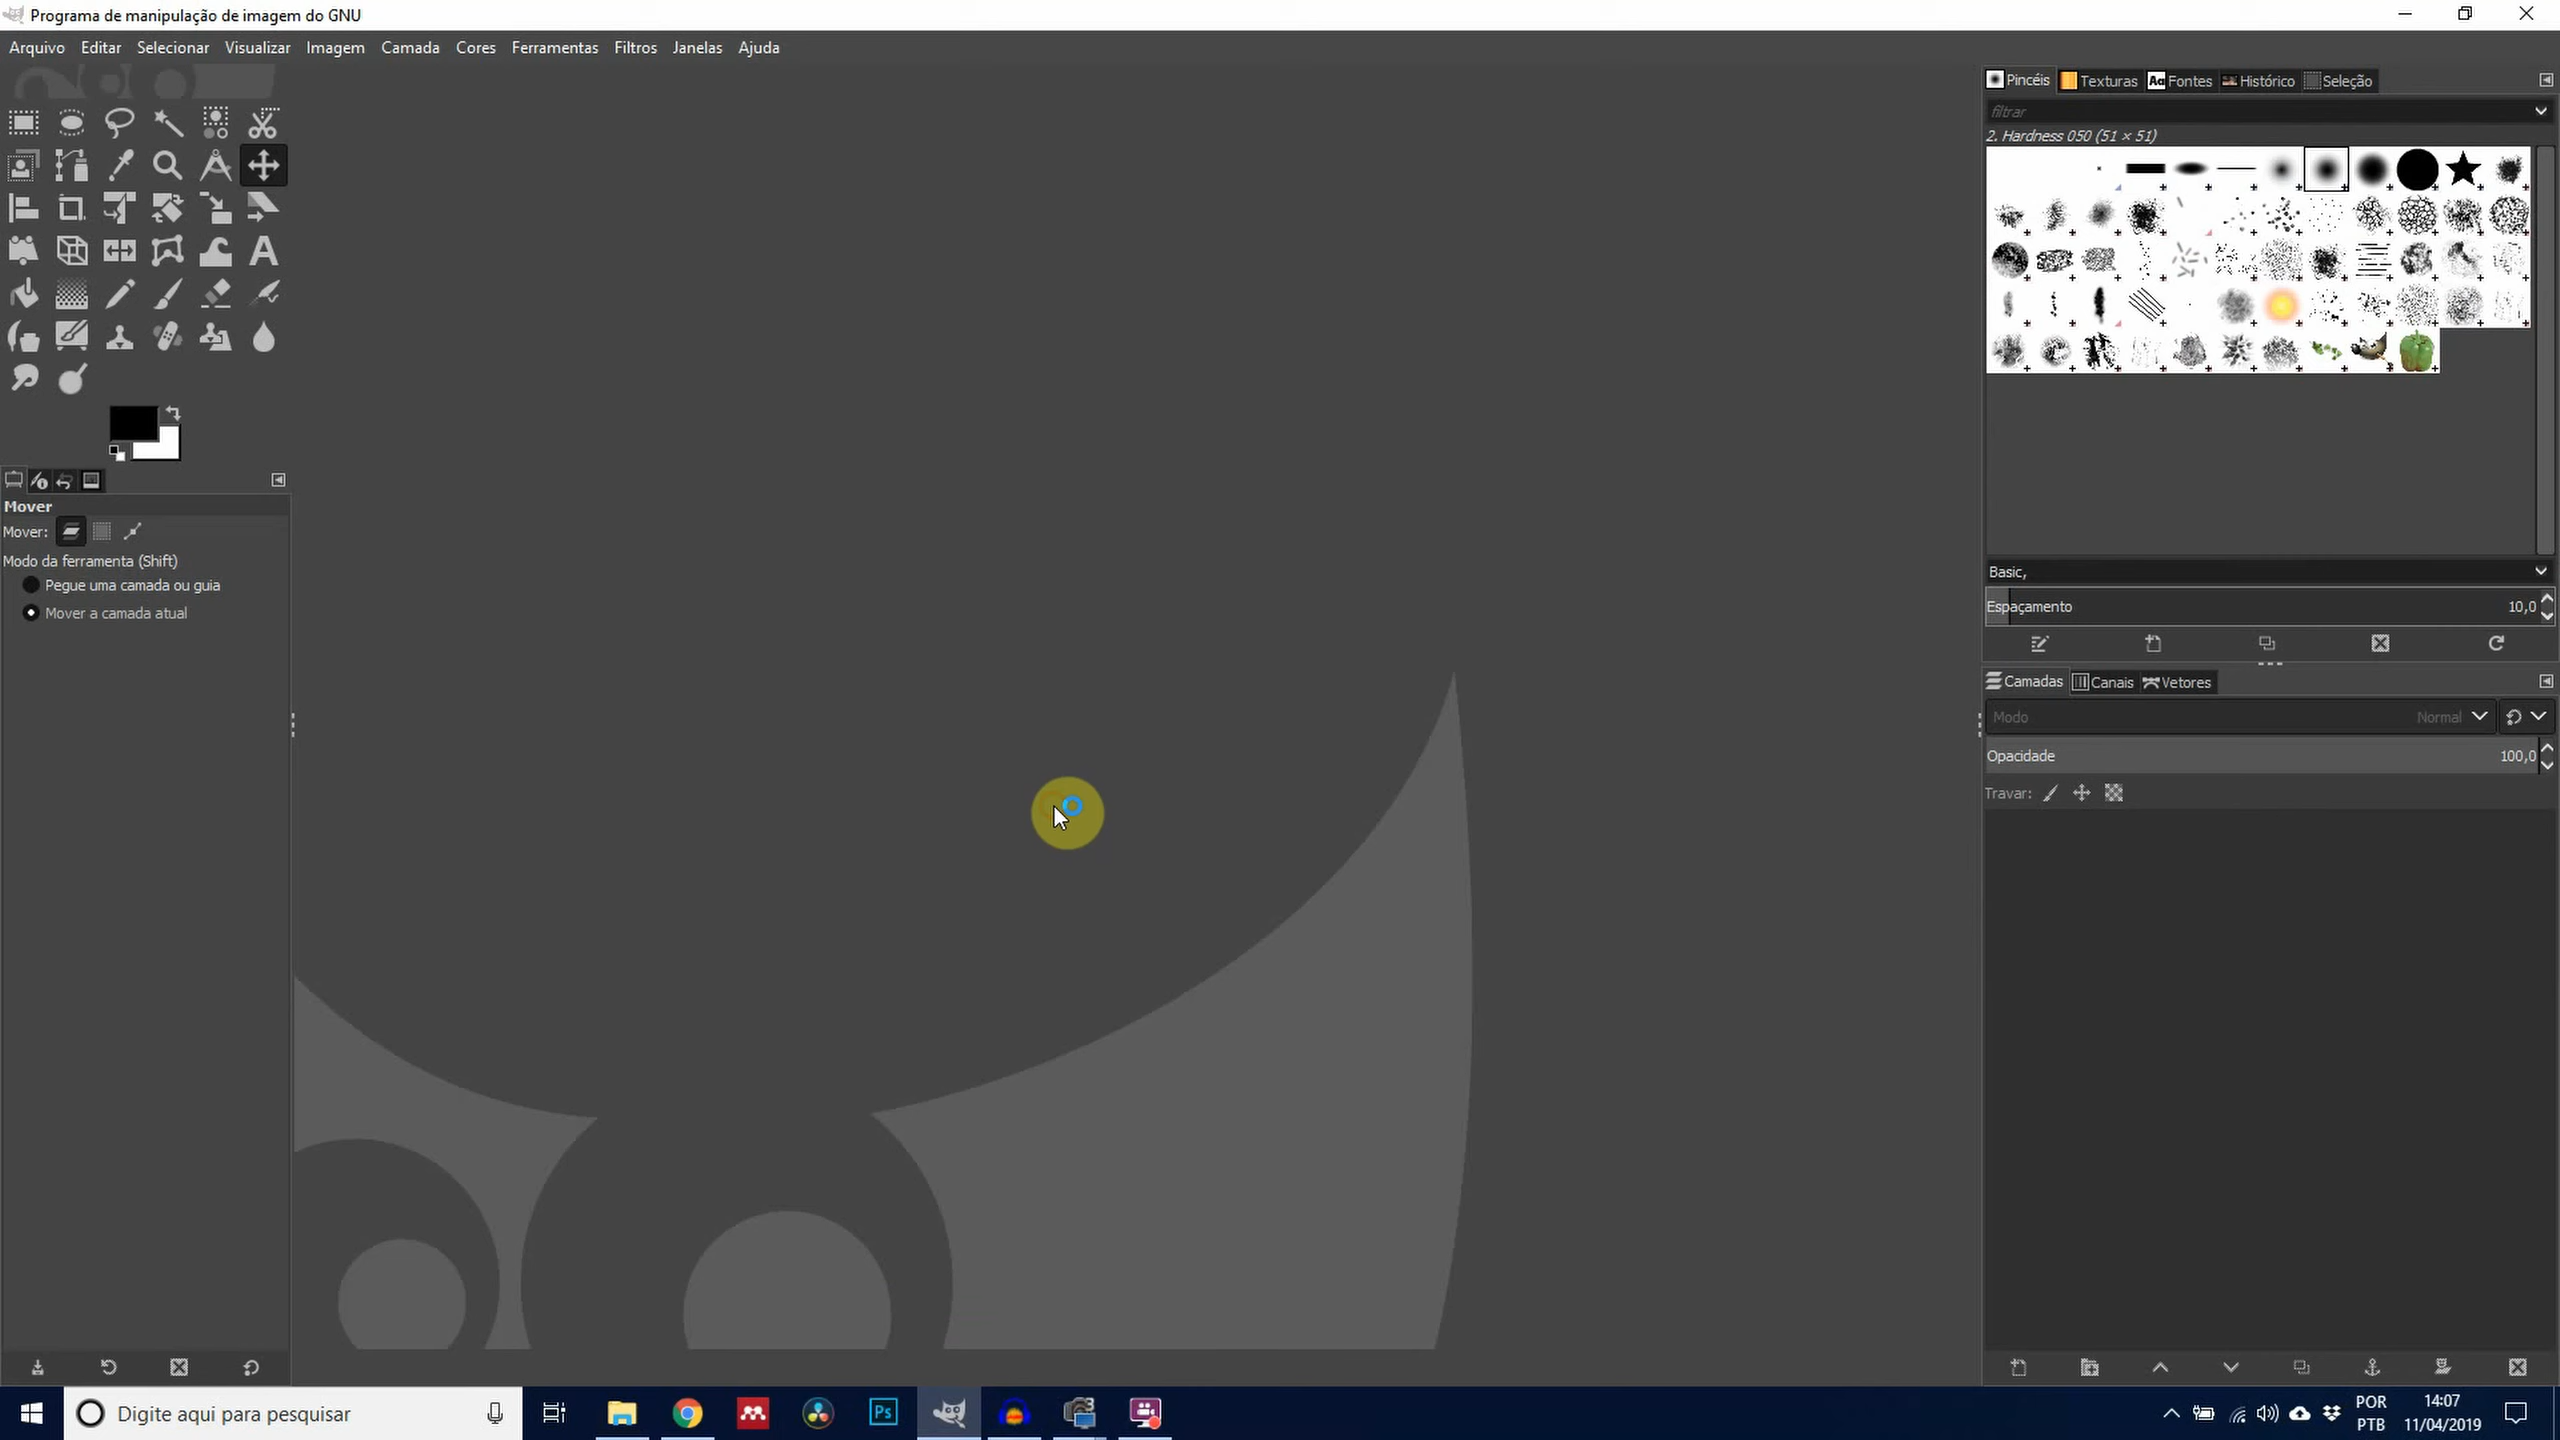 Programa de manipulação de imagem do GNU
Arquivo Editar Selecionar Visualizar Imagem Camada Cores Ferramentas Filtros Janelas Ajuda
Pincéis Texturas Aa Fontes Histórico Seleção
filtrar
2. Hardness 050 (51 × 51)
Mover
Mover:
Modo da ferramenta (Shift)
Pegue uma camada ou guia
Mover a camada atual
Basic,
Espaçamento 10,0
Camadas Canais Vetores
Modo Normal
Opacidade 100,0
Travar:
Digite aqui para pesquisar
Ps
POR
PTB
14:07
11/04/2019